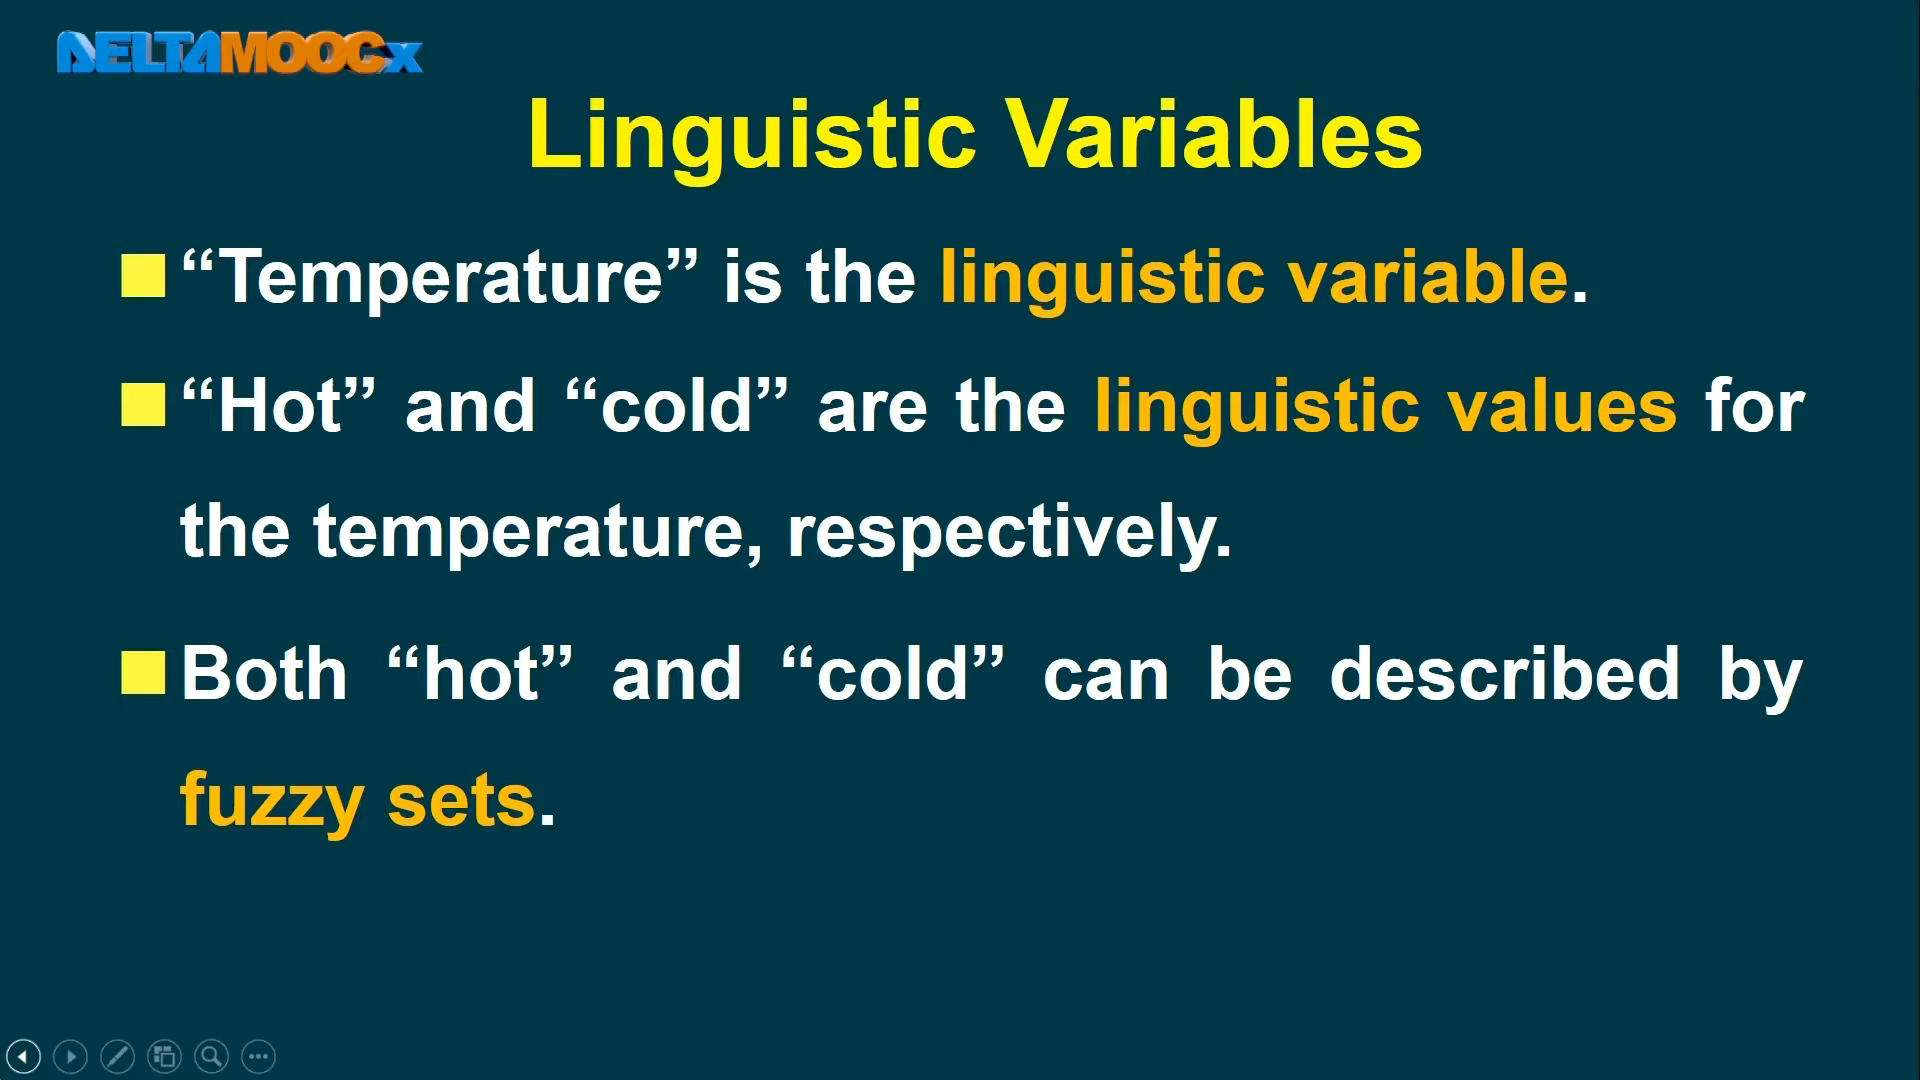 DELTAMOOCx
Linguistic Variables
“Temperature” is the linguistic variable.
“Hot” and “cold” are the linguistic values for
the temperature, respectively.
Both “hot” and “cold” can be described by
fuzzy sets.